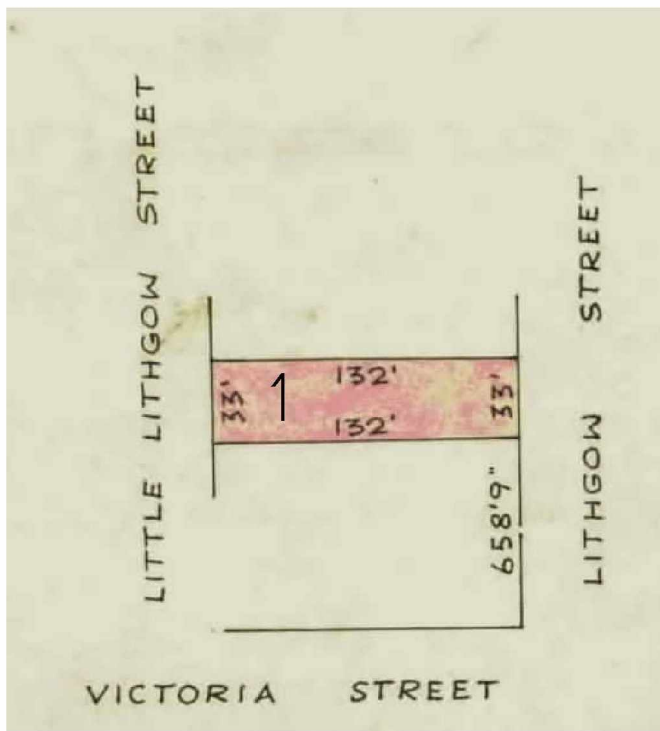 LITTLE LITHGOW STREET
LITHGOW STREET
132'
33'
1
33'
132'
658'9"
VICTORIA STREET